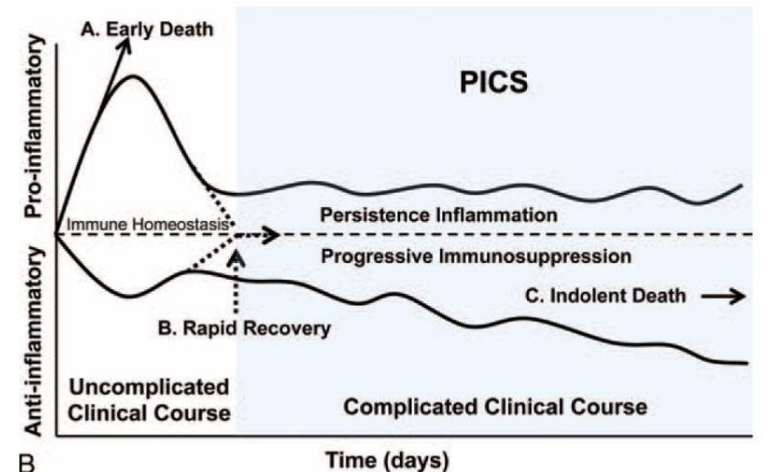 A. Early Death
PICS
Pro-inflammatory
Immune Homeostasis
Persistence Inflammation
Progressive Immunosuppression
Anti-inflammatory
C. Indolent Death
B. Rapid Recovery
Uncomplicated
Clinical Course
Complicated Clinical Course
Time (days)
B